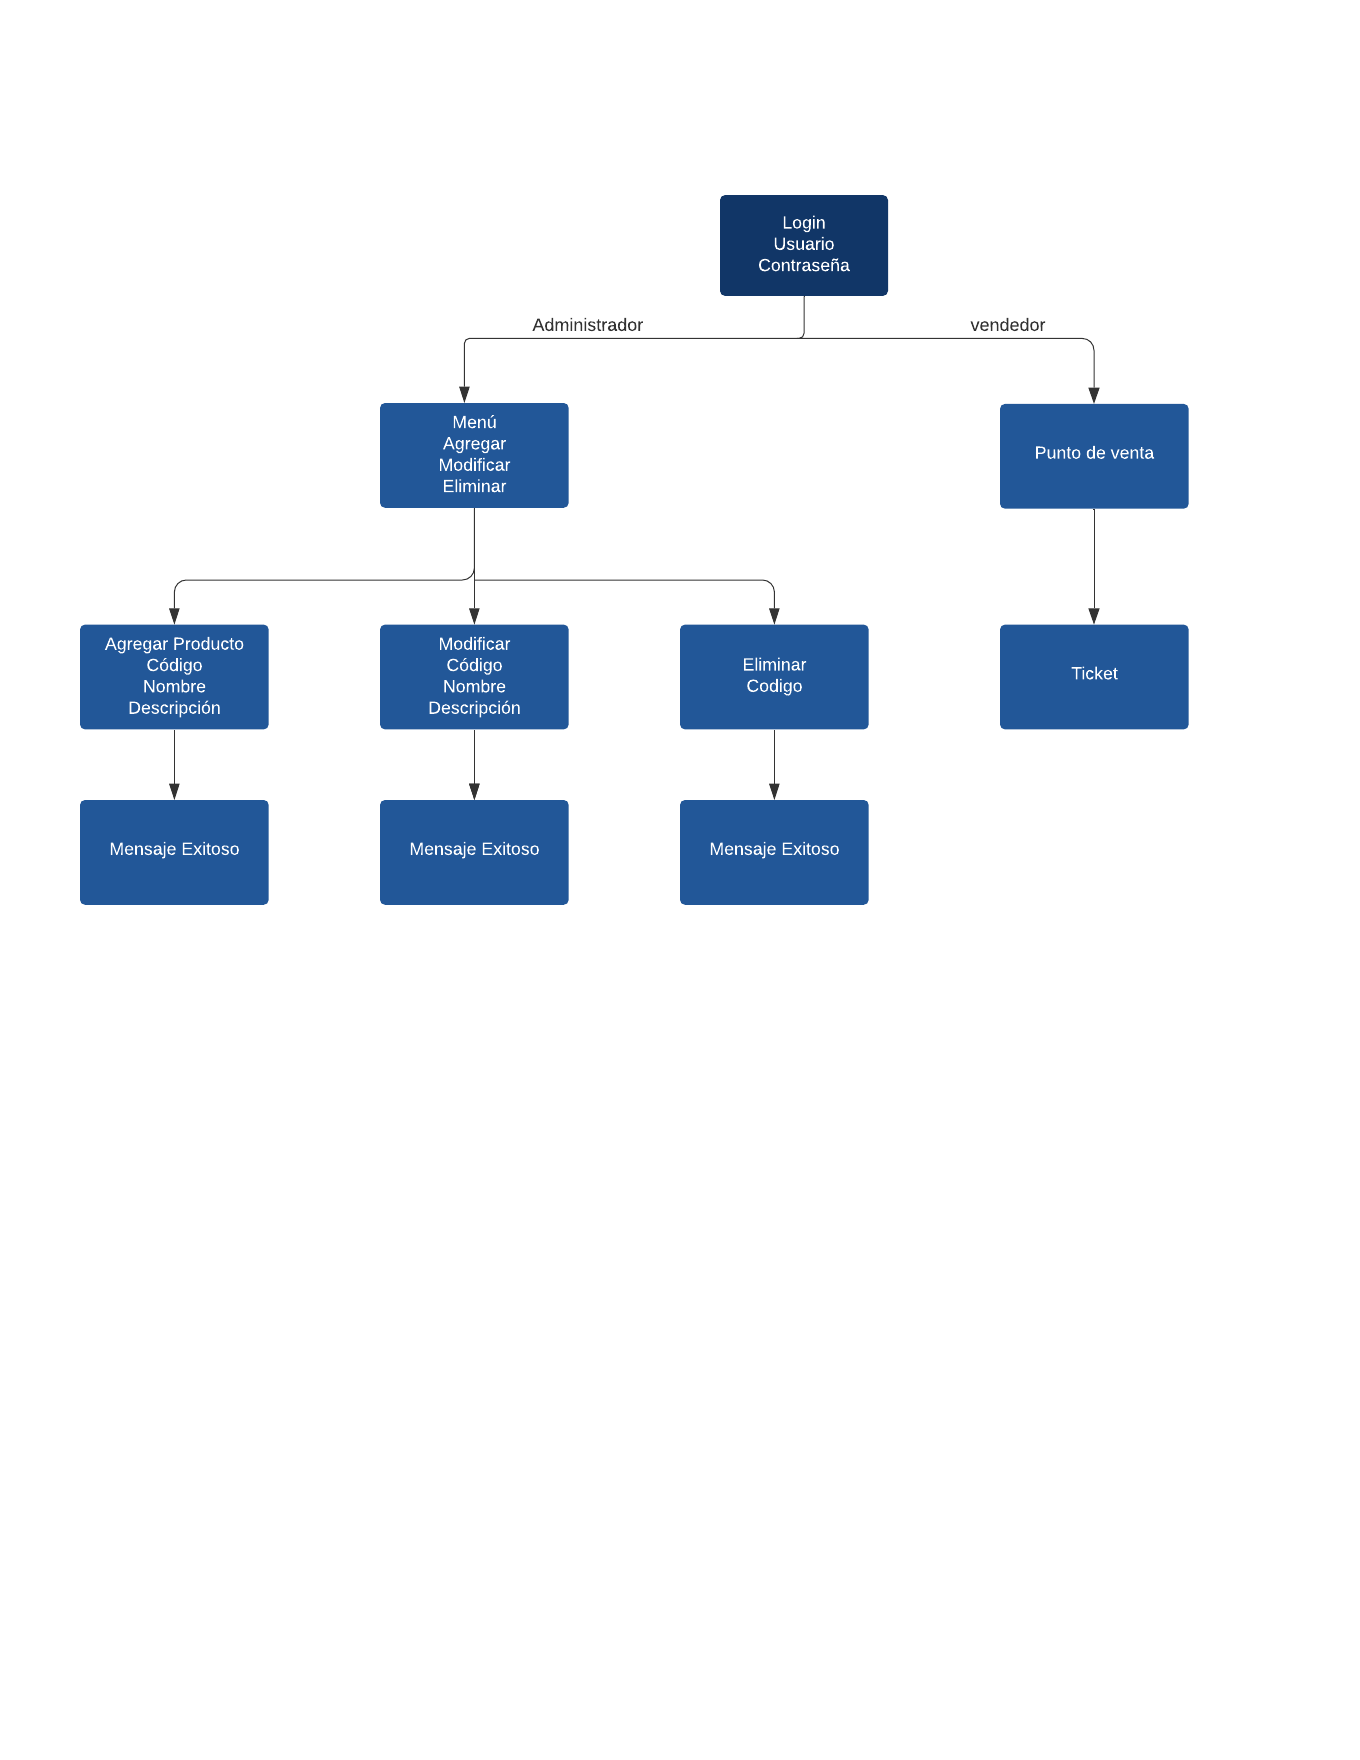 Login
Usuario
Contraseña
Administrador
vendedor
Menú
Agregar
Modificar
Eliminar
Punto de venta
Agregar Producto
Código
Nombre
Descripción
Modificar
Código
Nombre
Descripción
Eliminar
Codigo
Ticket
Mensaje Exitoso
Mensaje Exitoso
Mensaje Exitoso